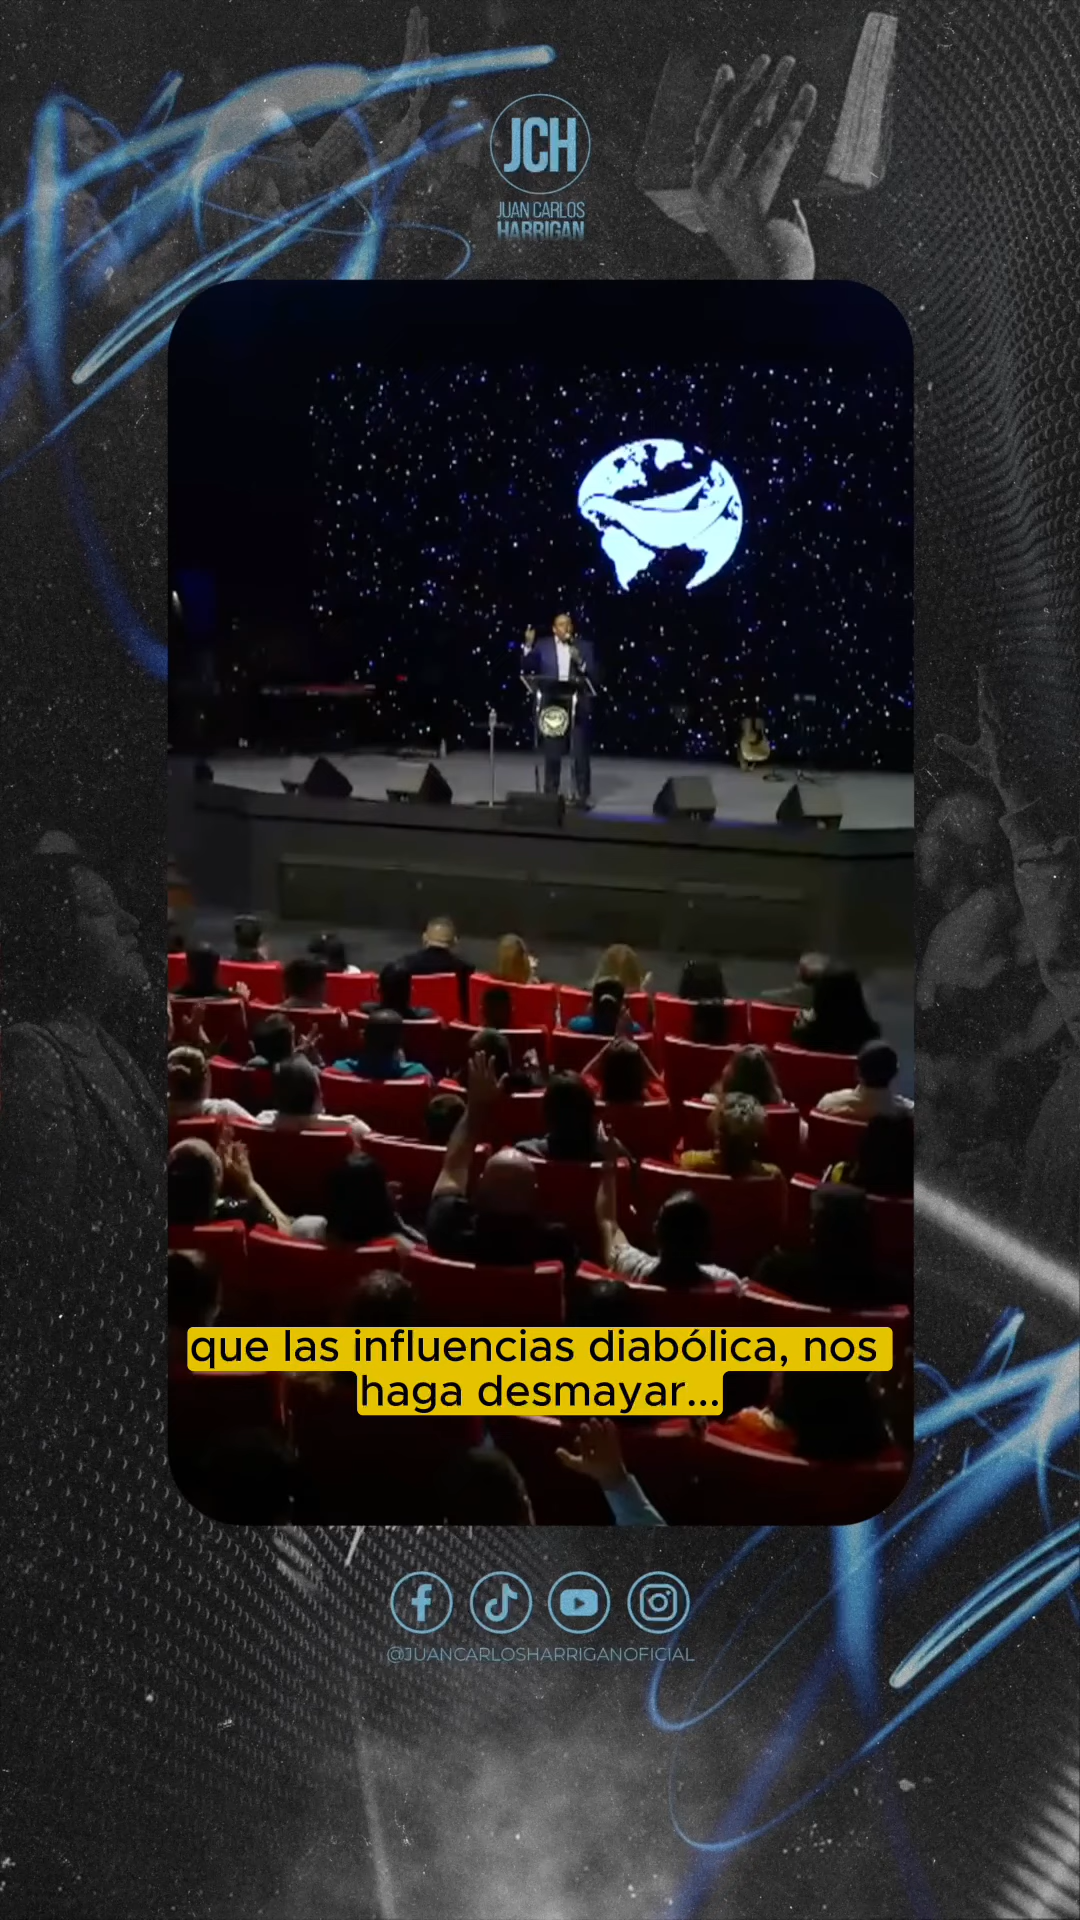 JCH
JUAN CARLOS
HARRIGAN
que las influencias diabólica, nos
haga desmayar...
@JUANCARLOSHARRIGANOFICIAL